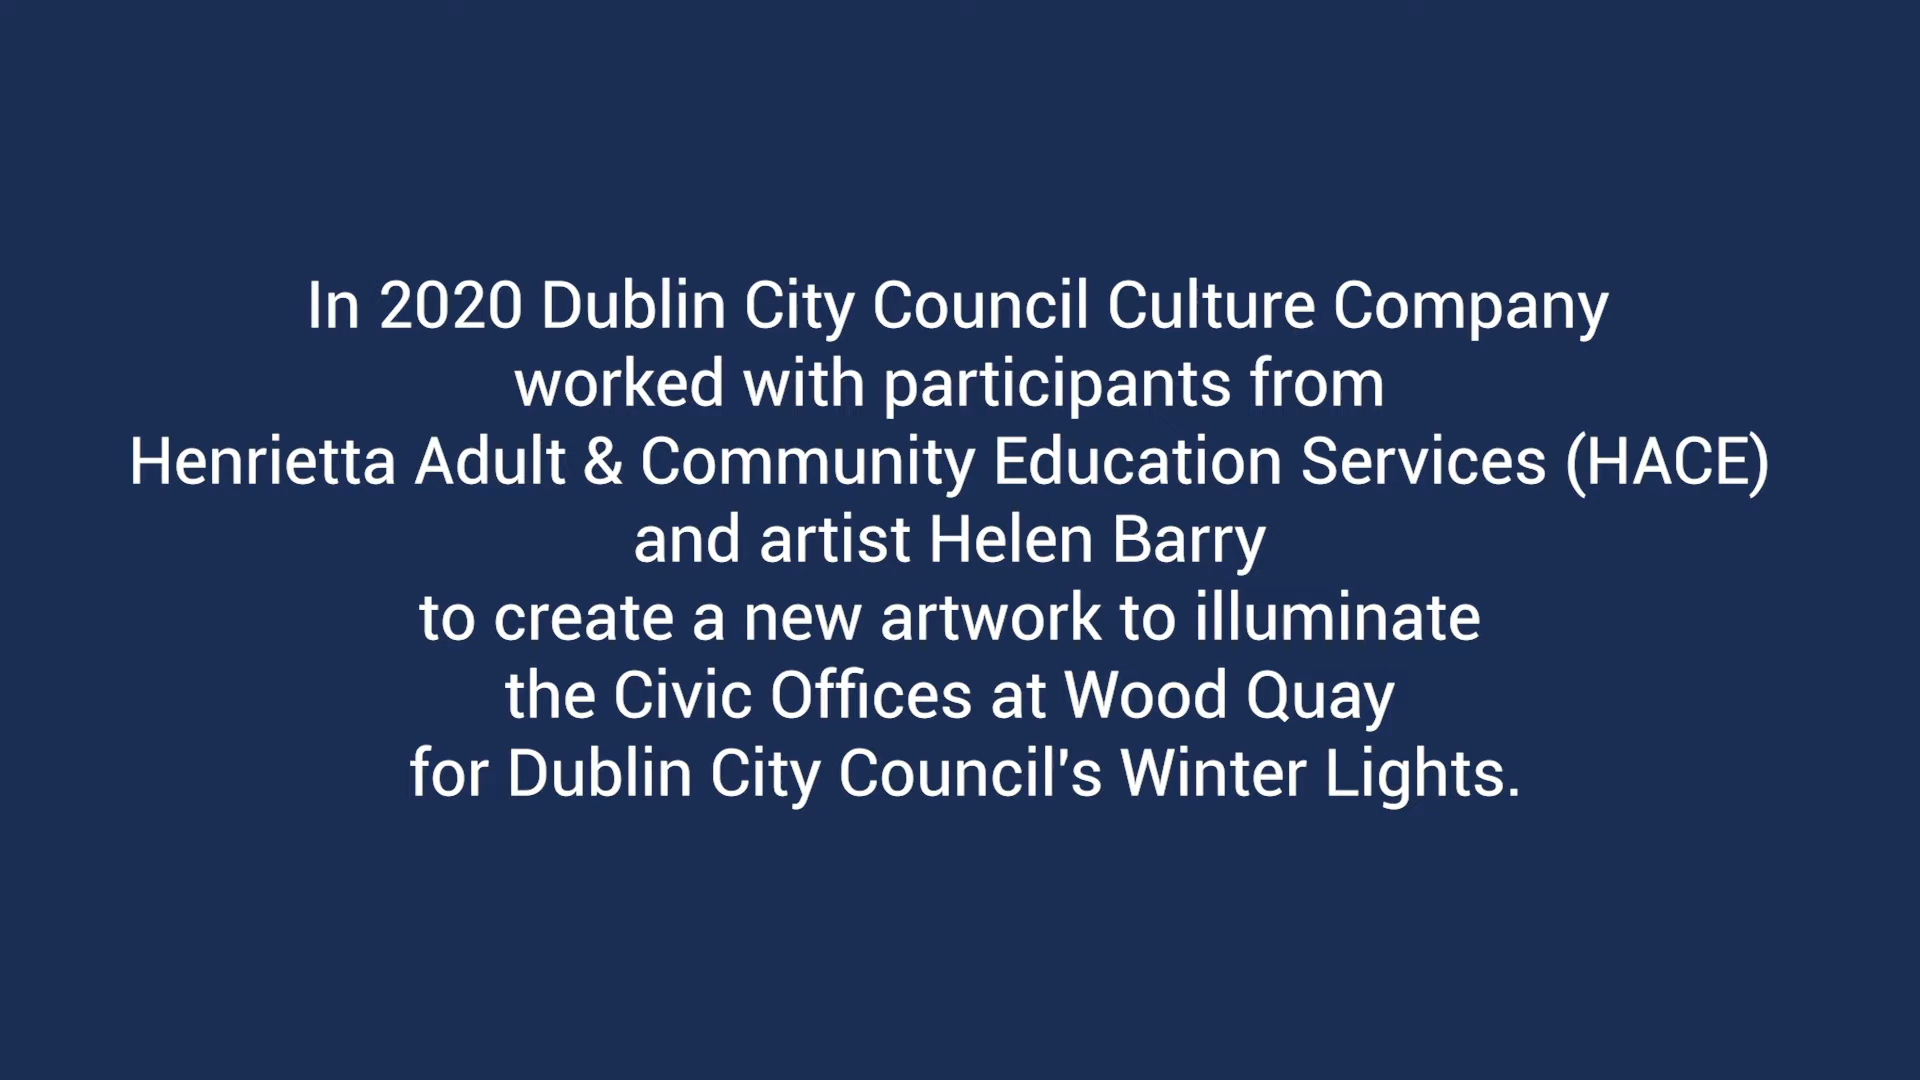 In 2020 Dublin City Council Culture Company
worked with participants from
Henrietta Adult & Community Education Services (HACE)
and artist Helen Barry
to create a new artwork to illuminate
the Civic Offices at Wood Quay
for Dublin City Council's Winter Lights.